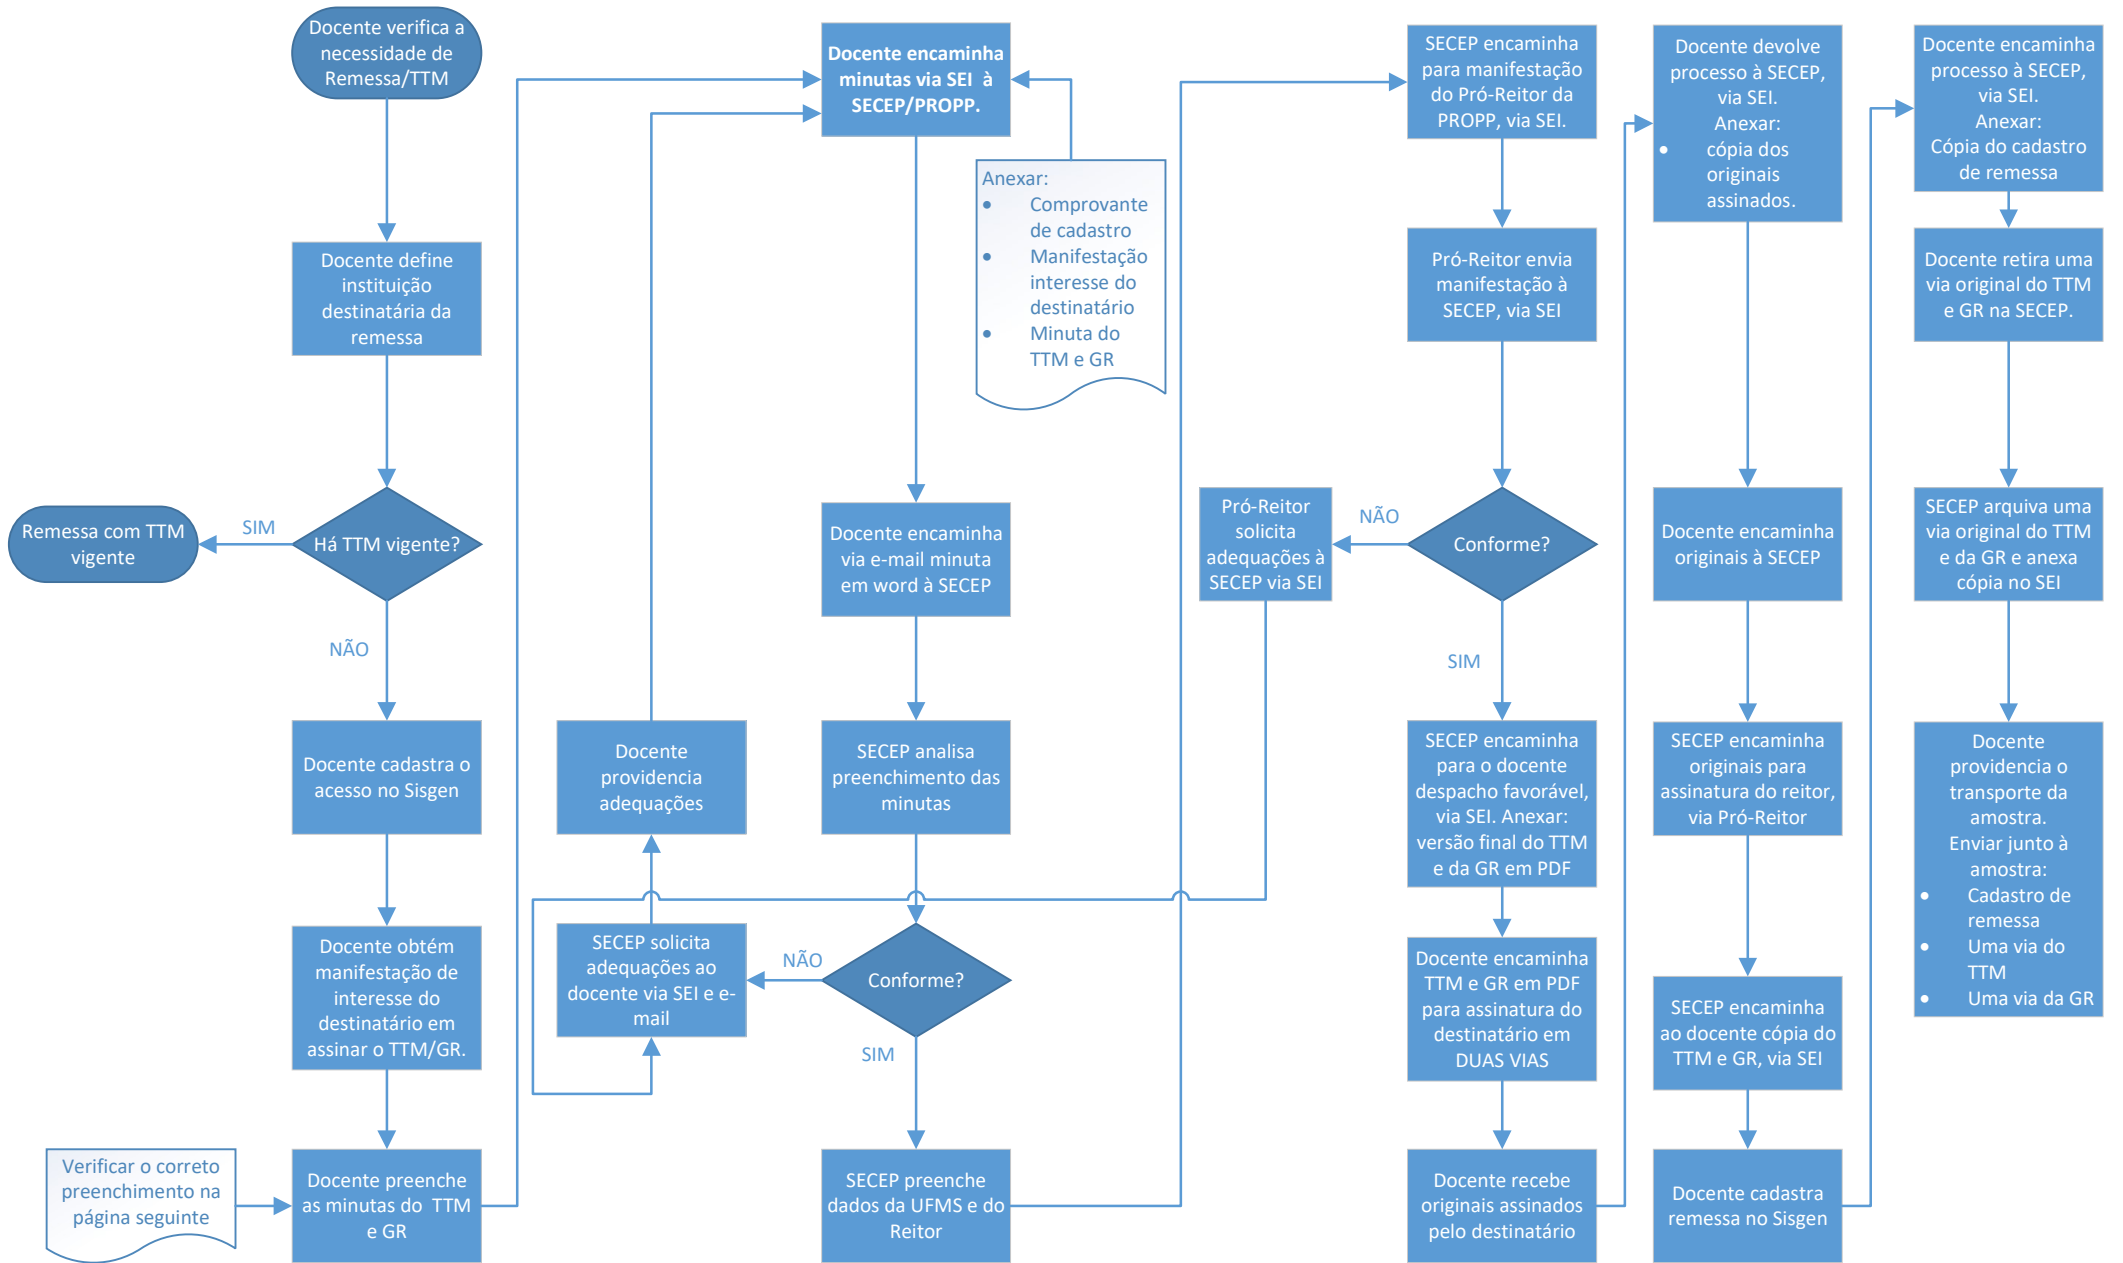 Docente verifica a
necessidade de
Remessa/TTM
Docente define
instituição
destinatária da
remessa
Há TTM vigente?
SIM
Remessa com TTM
vigente
NÃO
Docente cadastra o
acesso no Sisgen
Docente obtém
manifestação de
interesse do
destinatário em
assinar o TTM/GR.
Verificar o correto
preenchimento na
página seguinte
Docente preenche
as minutas do TTM
e GR
Docente encaminha
minutas via SEI à
SECEP/PROPP.
Anexar:
• Comprovante
de cadastro
• Manifestação
interesse do
destinatário
• Minuta do
TTM e GR
Docente encaminha
via e-mail minuta
em word à SECEP
SECEP analisa
preenchimento das
minutas
Conforme?
NÃO
SECEP solicita
adequações ao
docente via SEI e e-
mail
Docente
providencia
adequações
SIM
SECEP preenche
dados da UFMS e do
Reitor
SECEP encaminha
para manifestação
do Pró-Reitor da
PROPP, via SEI.
Pró-Reitor envia
manifestação à
SECEP, via SEI
Conforme?
NÃO
Pró-Reitor
solicita
adequações à
SECEP via SEI
SIM
SECEP encaminha
para o docente
despacho favorável,
via SEI. Anexar:
versão final do TTM
e da GR em PDF
Docente encaminha
TTM e GR em PDF
para assinatura do
destinatário em
DUAS VIAS
Docente recebe
originais assinados
pelo destinatário
Docente devolve
processo à SECEP,
via SEI.
Anexar:
• cópia dos
originais
assinados.
Docente encaminha
originais à SECEP
SECEP encaminha
originais para
assinatura do reitor,
via Pró-Reitor
SECEP encaminha
ao docente cópia do
TTM e GR, via SEI
Docente cadastra
remessa no Sisgen
Docente encaminha
processo à SECEP,
via SEI.
Anexar:
Cópia do cadastro
de remessa
Docente retira uma
via original do TTM
e GR na SECEP.
SECEP arquiva uma
via original do TTM
e da GR e anexa
cópia no SEI
Docente
providencia o
transporte da
amostra.
Enviar junto à
amostra:
• Cadastro de
remessa
• Uma via do
TTM
• Uma via da GR